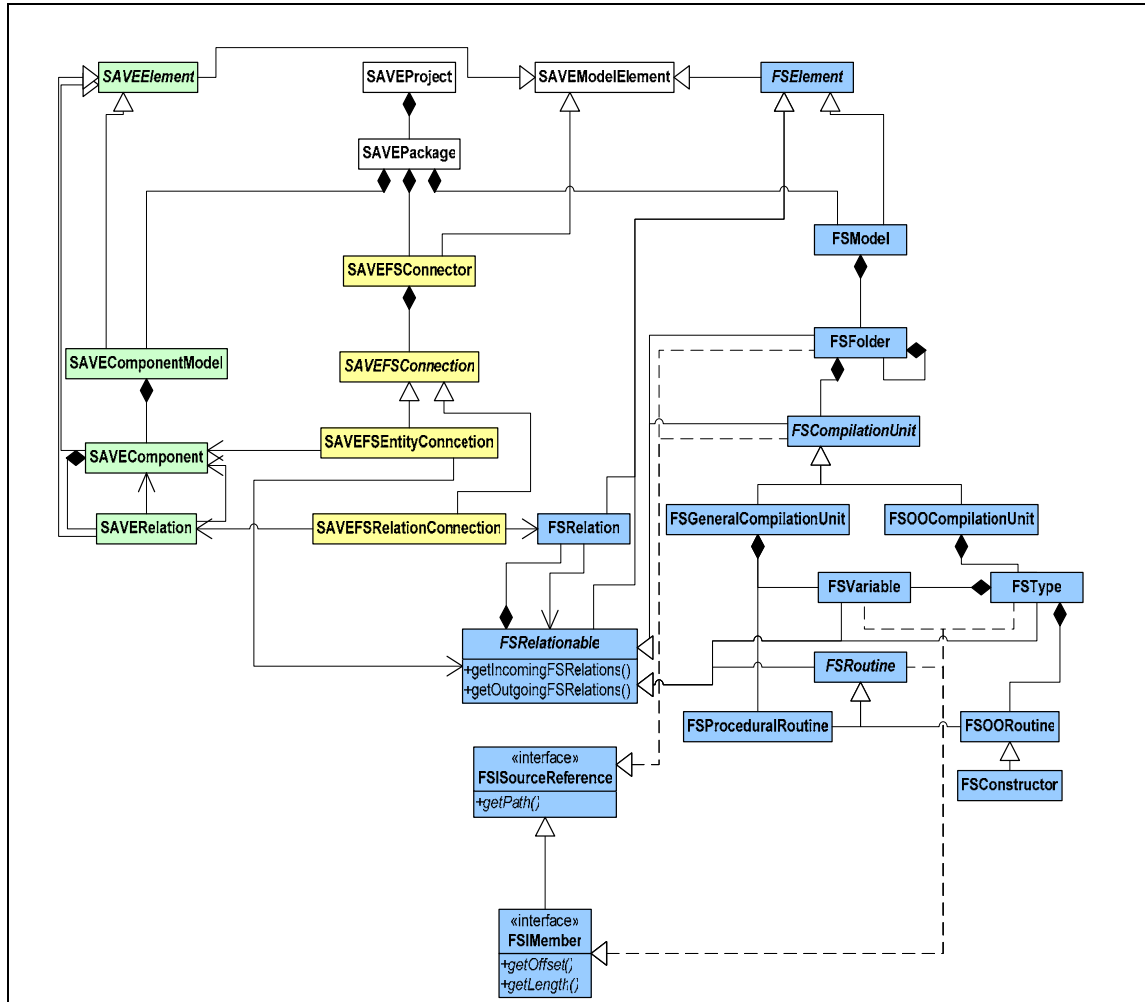 SAVEElement
SAVEProject
SAVEModelElement
FSElement
SAVEPackage
FSModel
SAVEFSConnector
FSFolder
SAVEComponentModel
SAVEFSConnection
FSCompilationUnit
SAVEFSEntityConncetion
SAVEComponent
FSGeneralCompilationUnit
FSOOCompilationUnit
SAVERelation
SAVEFSRelationConnection
FSRelation
FSVariable
FSType
FSRelationable
+getIncomingFSRelations()
+getOutgoingFSRelations()
FSRoutine
FSProceduralRoutine
FSOORoutine
«interface»
FSISourceReference
+getPath()
FSConstructor
«interface»
FSIMember
+getOffset()
+getLength()